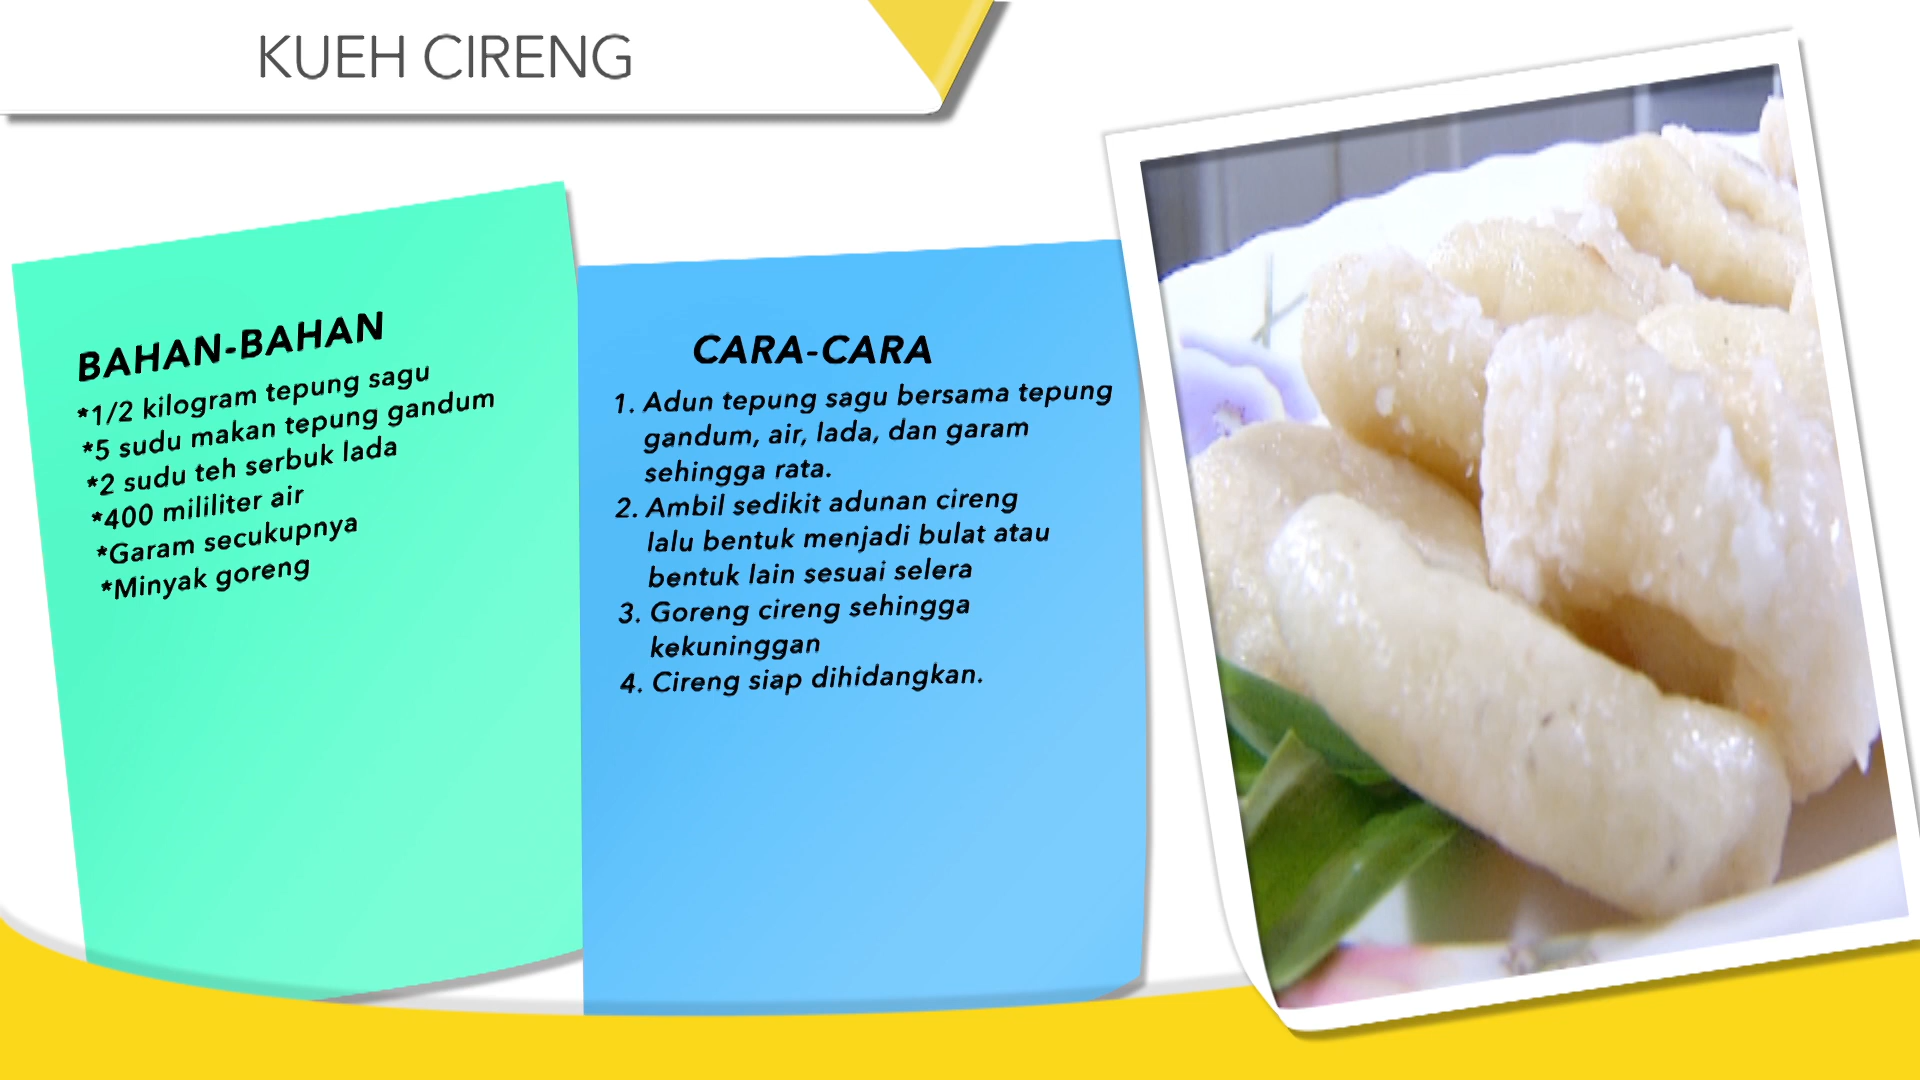 KUEH CIRENG
BAHAN-BAHAN
*1/2 kilogram tepung sagu
*5 sudu makan tepung gandum
*2 sudu teh serbuk lada
*400 mililiter air
*Garam secukupnya
*Minyak goreng
CARA-CARA
1. Adun tepung sagu bersama tepung
gandum, air, lada, dan garam
sehingga rata.
2. Ambil sedikit adunan cireng
lalu bentuk menjadi bulat atau
bentuk lain sesuai selera
3. Goreng cireng sehingga
kekuninggan
4. Cireng siap dihidangkan.